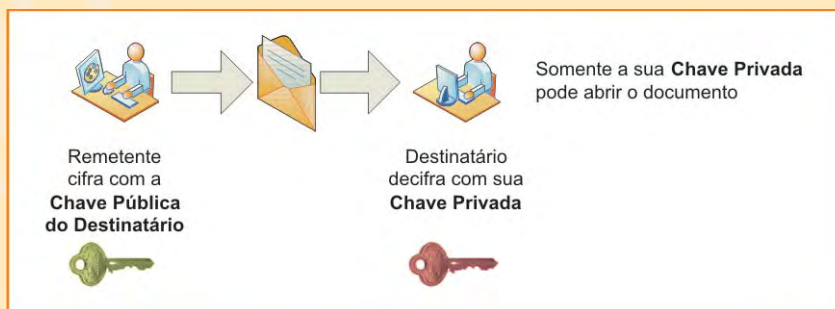 Somente a sua Chave Privada
pode abrir o documento
Remetente
cifra com a
Chave Pública
do Destinatário
Destinatário
decifra com sua
Chave Privada